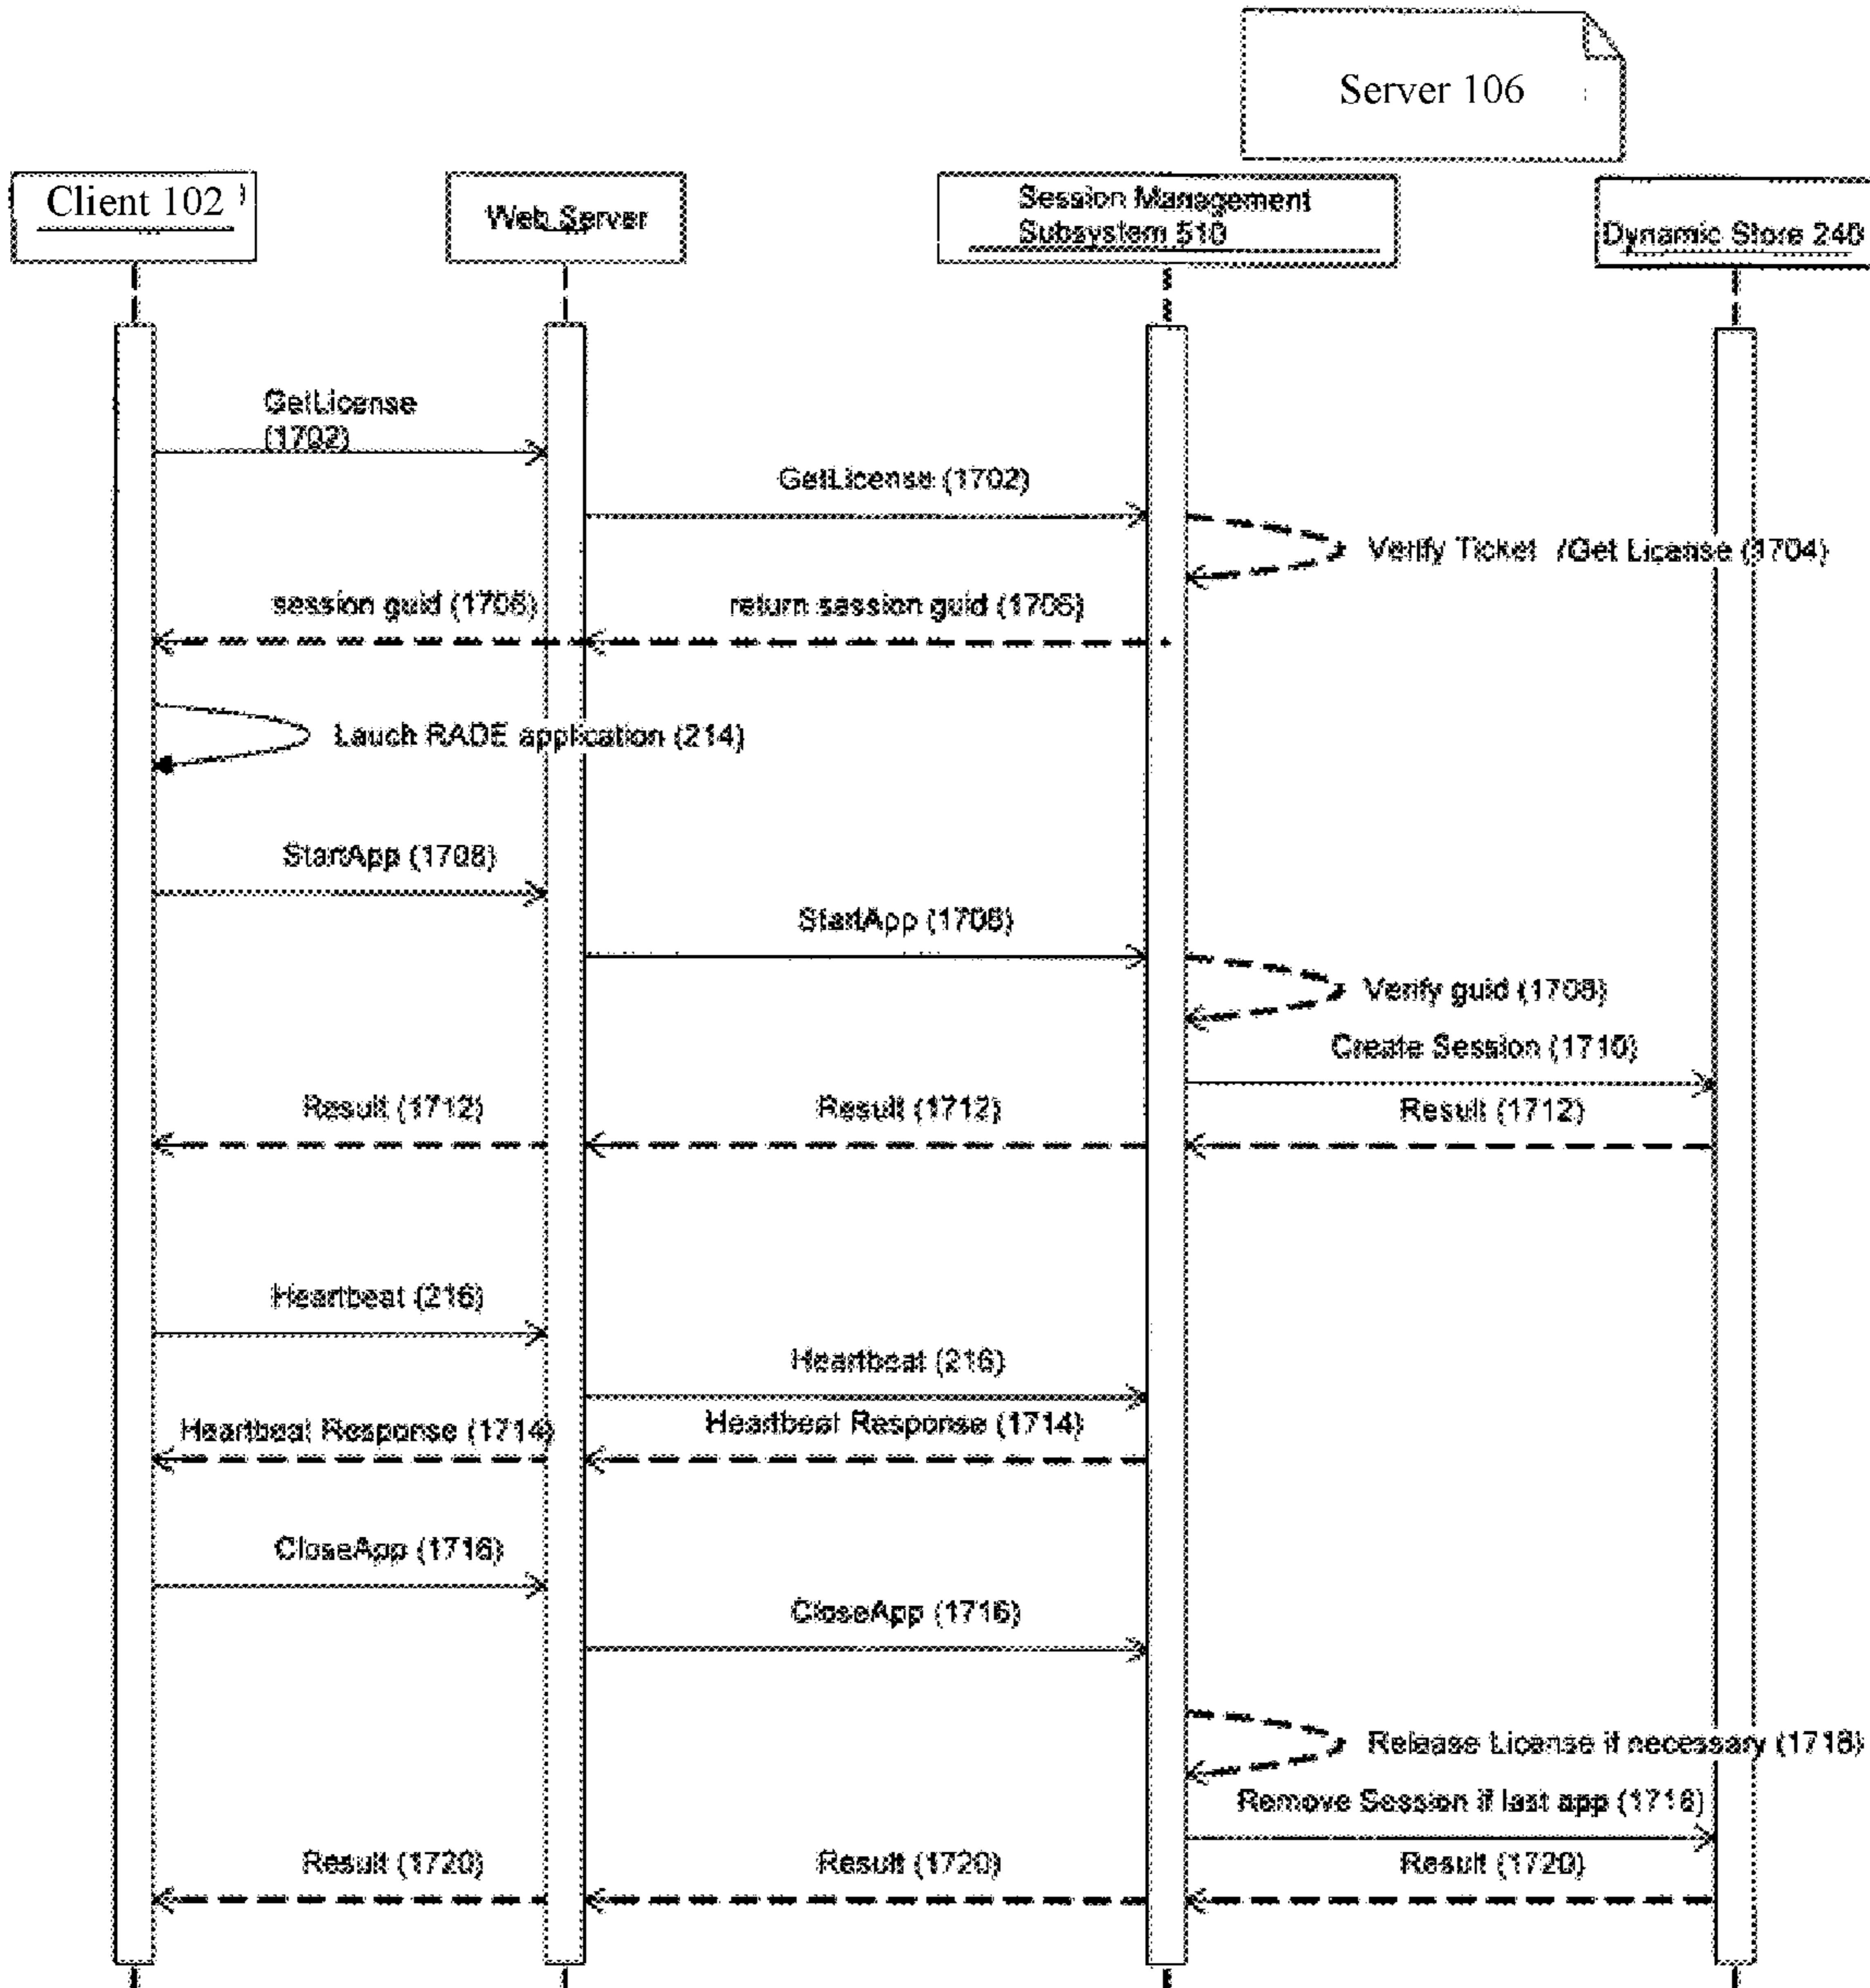 Server 106
Client 102
Web Server
Session Management
Subsystem 510
Dynamic Store 240
GetLicense
(1702)
GetLicense (1702)
Verify Ticket /Get License (1704)
session guid (1706)
return session guid (1706)
Lauch RADE application (214)
StartApp (1708)
StartApp (1708)
Verify guid (1708)
Create Session (1710)
Result (1712)
Result (1712)
Result (1712)
Heartbeat (216)
Heartbeat (216)
Heartbeat Response (1714)
Heartbeat Response (1714)
CloseApp (1716)
CloseApp (1716)
Release License if necessary (1718)
Remove Session if last app (1718)
Result (1720)
Result (1720)
Result (1720)